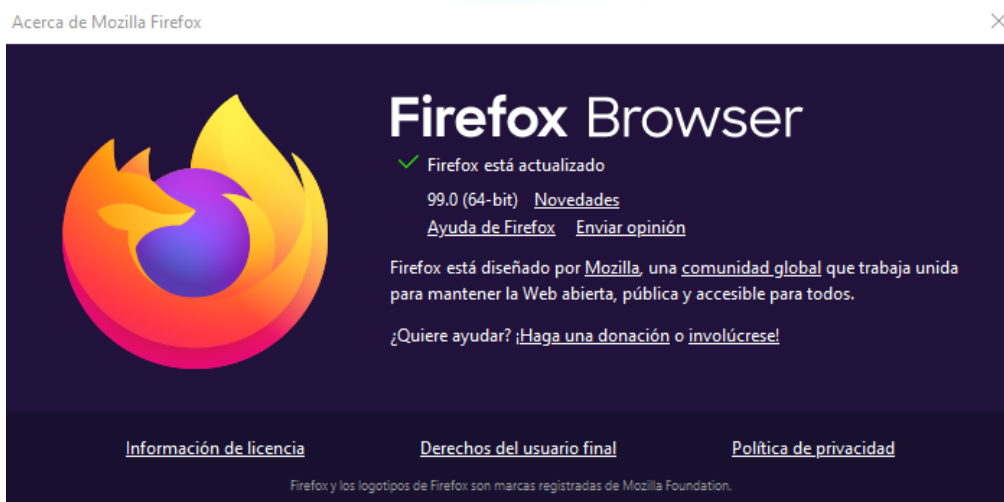 Acerca de Mozilla Firefox
Firefox Browser
Firefox está actualizado
99.0 (64-bit) Novedades
Ayuda de Firefox Enviar opinión
Firefox está diseñado por Mozilla, una comunidad global que trabaja unida
para mantener la Web abierta, pública y accesible para todos.
¿Quiere ayudar? ¡Haga una donación o involúcrese!
Información de licencia Derechos del usuario final Política de privacidad
Firefox y los logotipos de Firefox son marcas registradas de Mozilla Foundation.